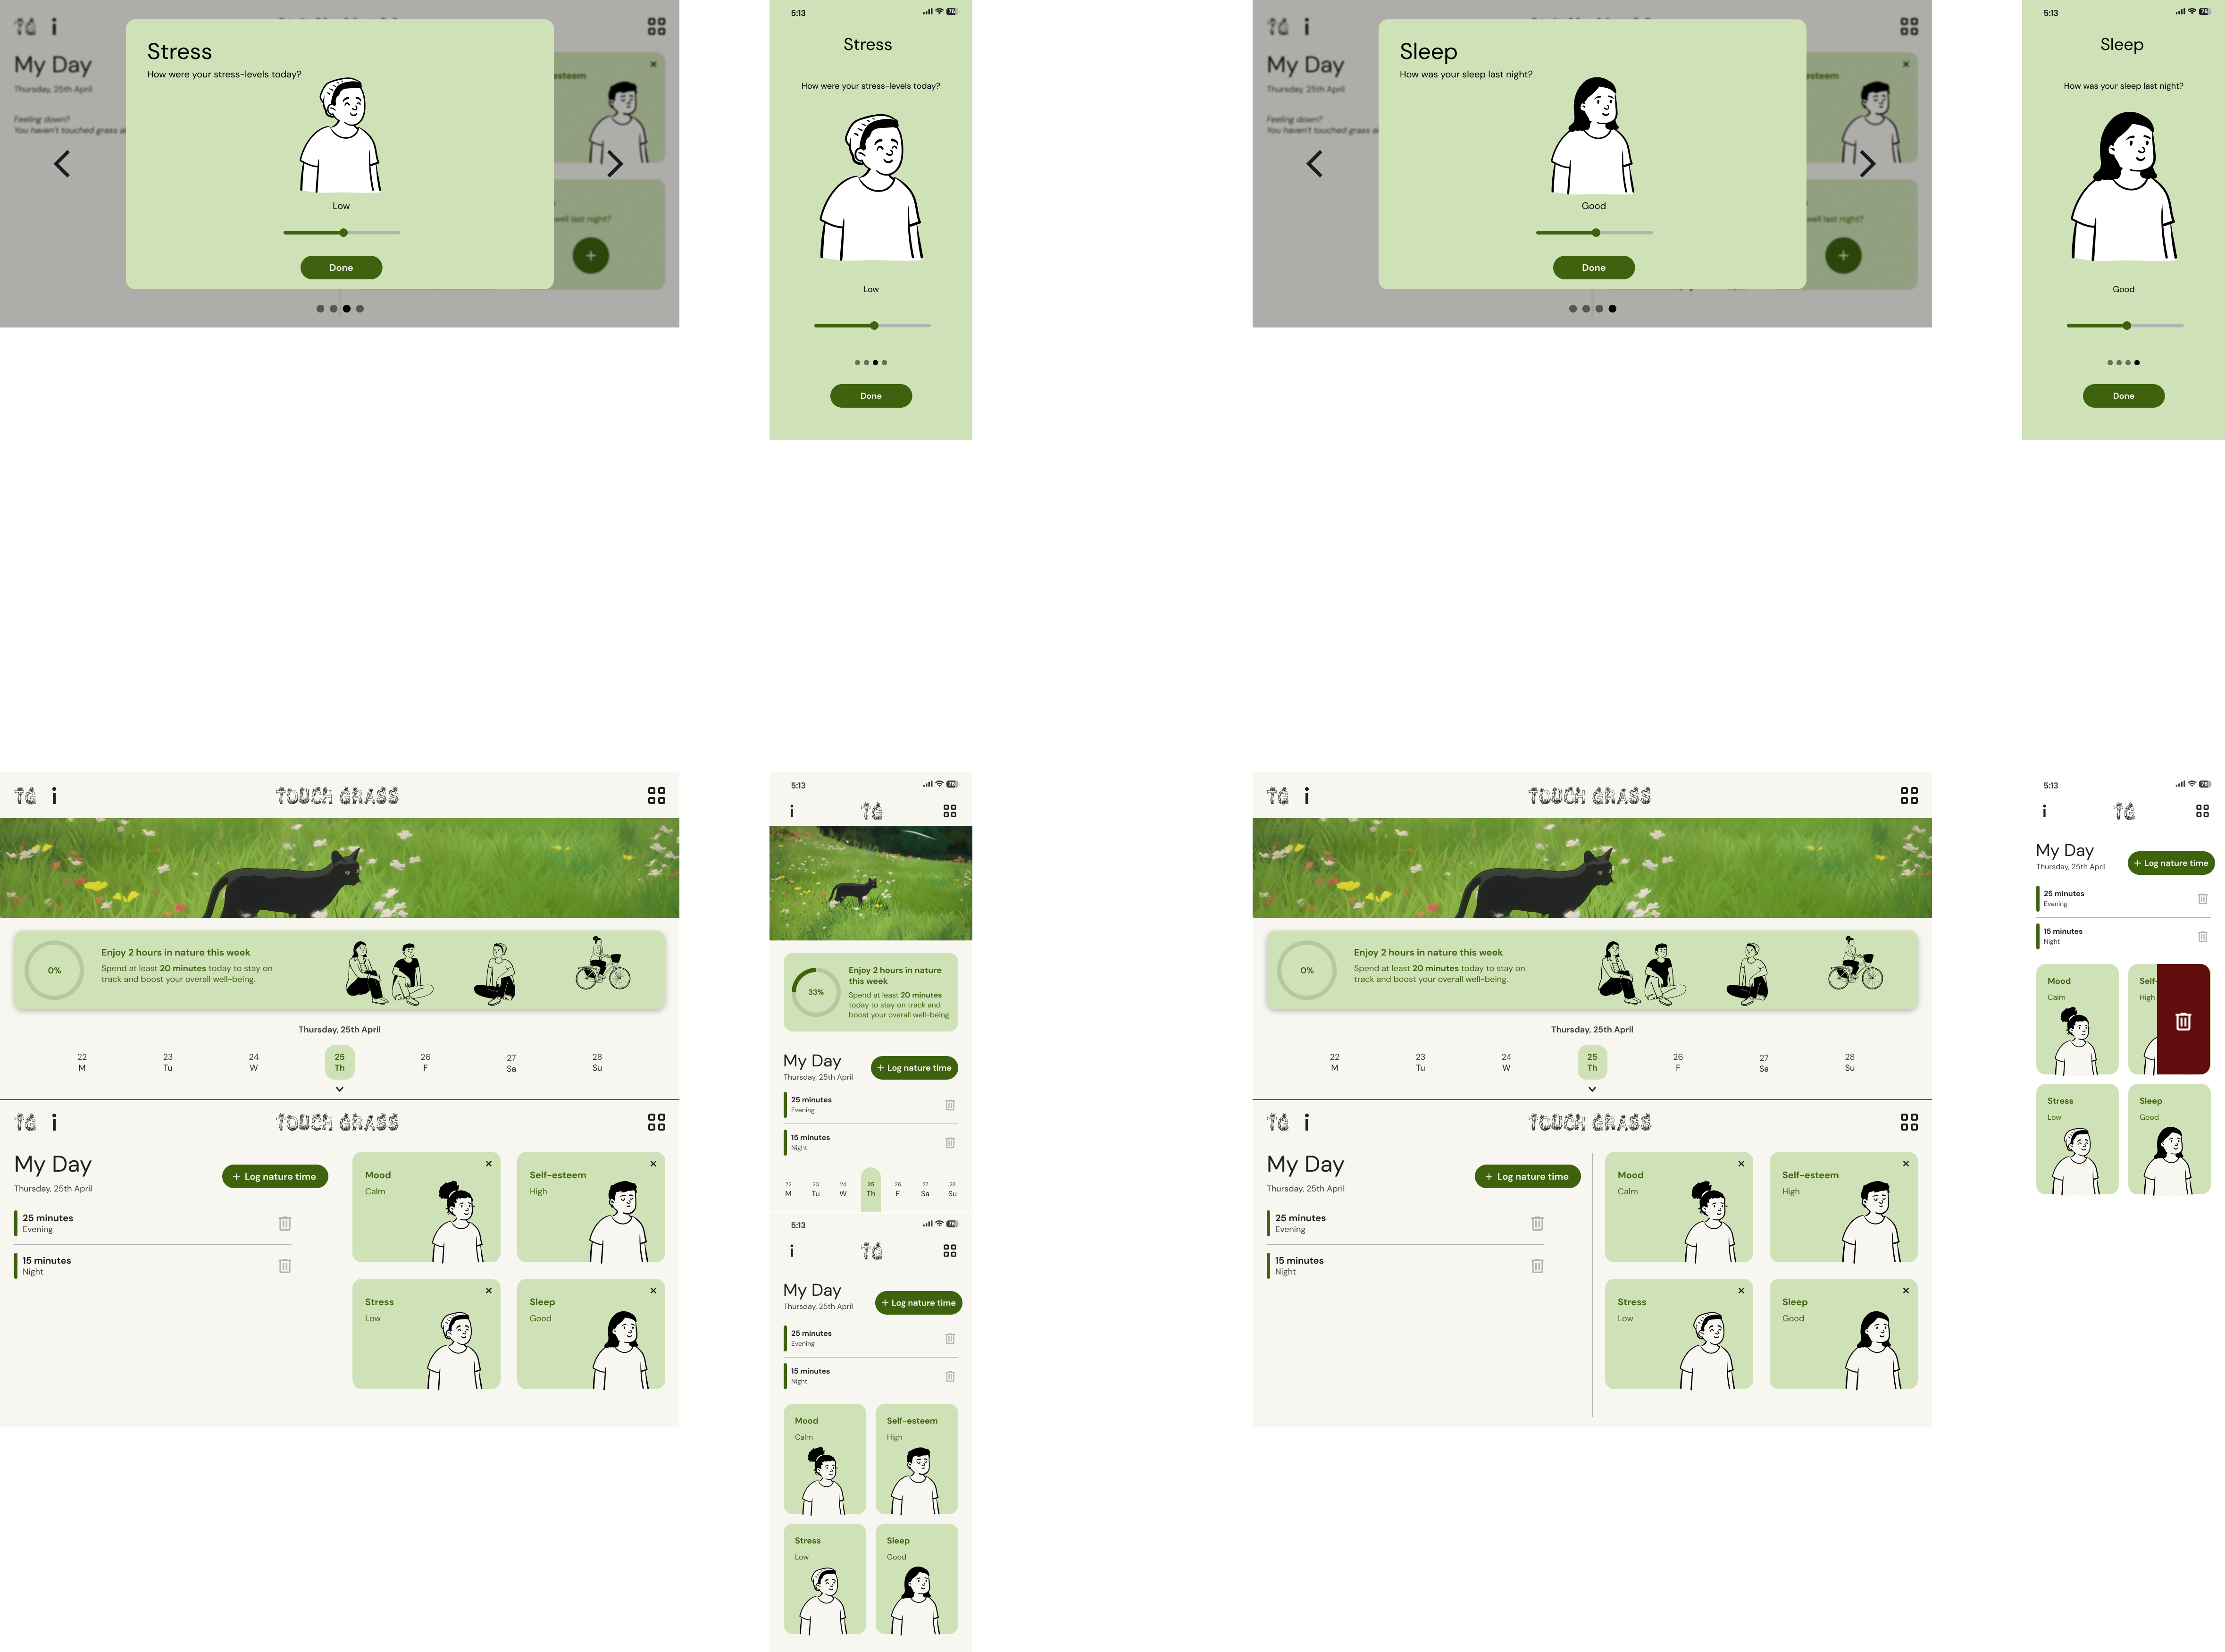 TG i
My Day
Thursday, 25th April
Feeling down?
You haven't touched grass
Stress
How were your stress-levels today?
Low
Done
esteem
well last night?
5:13
76
Stress
How were your stress-levels today?
Low
Done
TG i
My Day
Thursday, 25th April
Feeling down?
You haven't touched grass
Sleep
How was your sleep last night?
Good
Done
esteem
well last night?
5:13
76
Sleep
How was your sleep last night?
Good
Done
TG i
TOUCH GRASS
0%
Enjoy 2 hours in nature this week
Spend at least 20 minutes today to stay on
track and boost your overall well-being.
Thursday, 25th April
22 23 24 25 26 27 28
M Tu W Th F Sa Su
TG i
TOUCH GRASS
My Day
Thursday, 25th April
+ Log nature time
25 minutes
Evening
15 minutes
Night
Mood
Calm
Self-esteem
High
Stress
Low
Sleep
Good
5:13
76
i
TG
33%
Enjoy 2 hours in nature
this week
Spend at least 20 minutes
today to stay on track and
boost your overall well-being.
My Day
Thursday, 25th April
+ Log nature time
25 minutes
Evening
15 minutes
Night
22 23 24 25 26 27 28
M Tu W Th F Sa Su
5:13
76
i
TG
My Day
Thursday, 25th April
+ Log nature time
25 minutes
Evening
15 minutes
Night
Mood
Calm
Self-esteem
High
Stress
Low
Sleep
Good
TG i
TOUCH GRASS
0%
Enjoy 2 hours in nature this week
Spend at least 20 minutes today to stay on
track and boost your overall well-being.
Thursday, 25th April
22 23 24 25 26 27 28
M Tu W Th F Sa Su
TG i
TOUCH GRASS
My Day
Thursday, 25th April
+ Log nature time
25 minutes
Evening
15 minutes
Night
Mood
Calm
Self-esteem
High
Stress
Low
Sleep
Good
5:13
76
i
TG
My Day
Thursday, 25th April
+ Log nature time
25 minutes
Evening
15 minutes
Night
Mood
Calm
Self-
High
Stress
Low
Sleep
Good